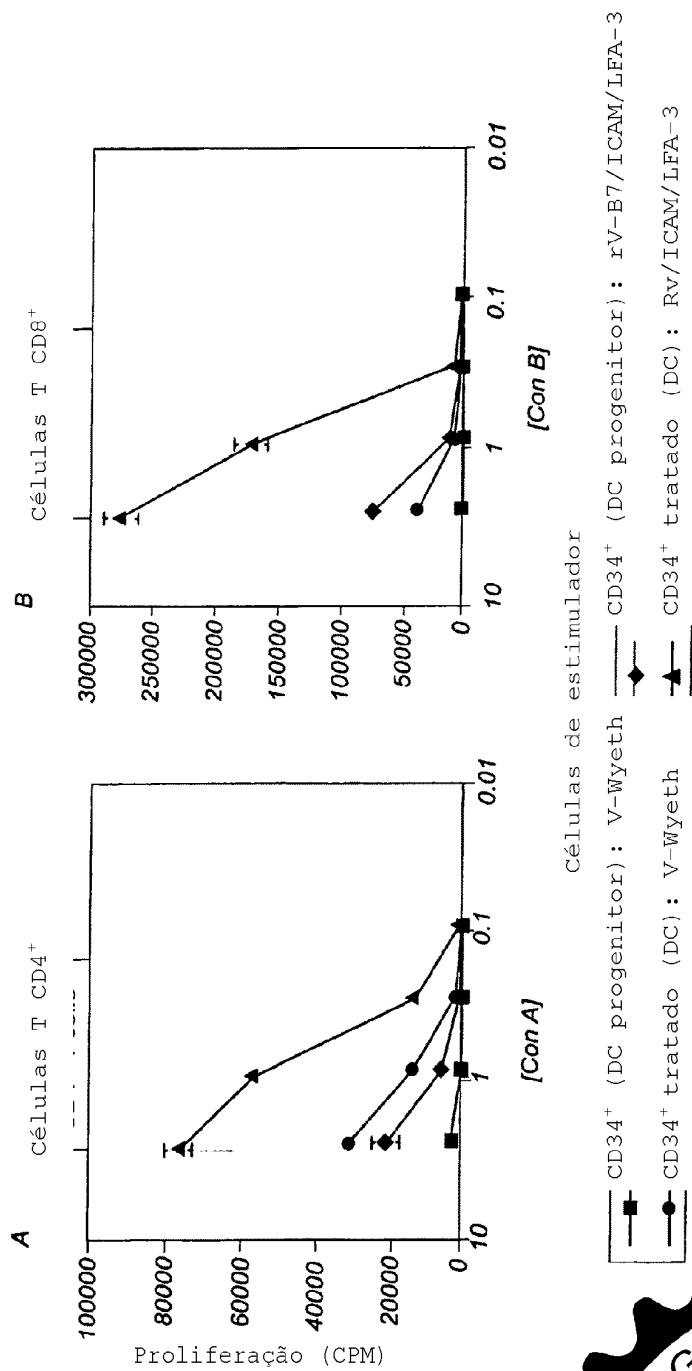 A
Células T CD4⁺
Proliferação (CPM)
100000
80000
60000
40000
20000
0
10
1
0.1
0.01
[Con A]
B
Células T CD8⁺
300000
250000
200000
150000
100000
50000
0
10
1
0.1
0.01
[Con B]
Células de estimulador
CD34⁺ (DC progenitor): V-Wyeth
CD34⁺ (DC progenitor): rV-B7/ICAM/LFA-3
CD34⁺ tratado (DC): V-Wyeth
CD34⁺ tratado (DC): Rv/ICAM/LFA-3